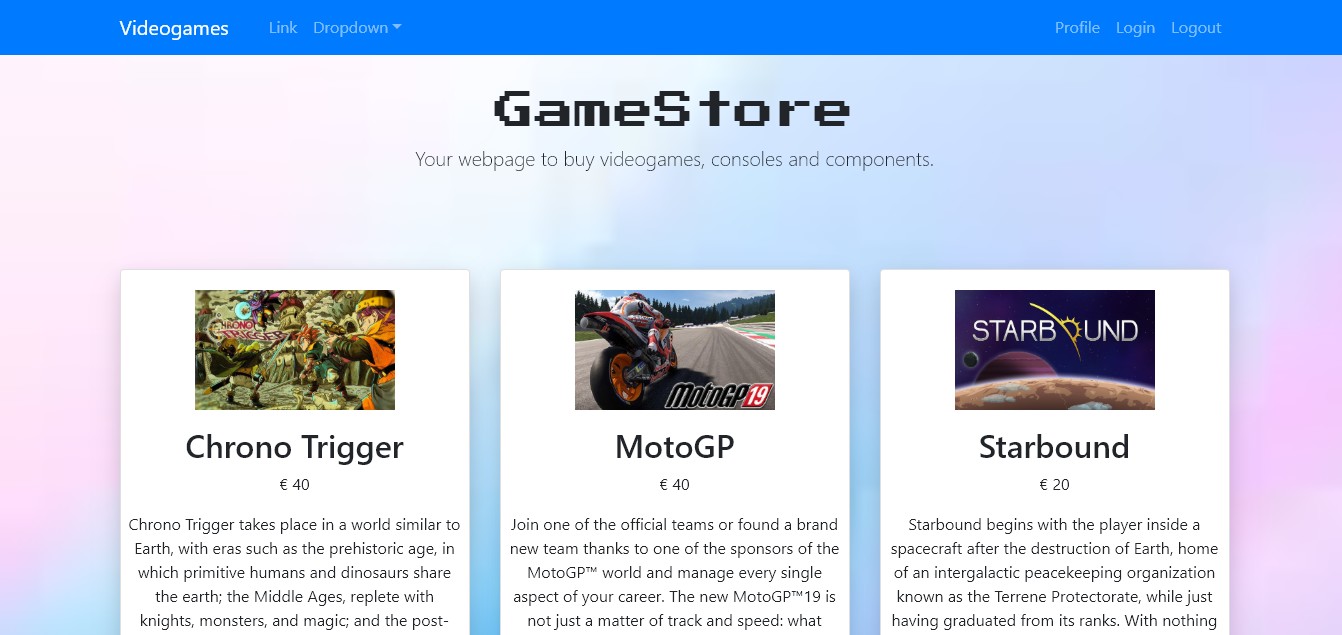 Videogames Link Dropdown Profile Login Logout
GameStore
Your webpage to buy videogames, consoles and components.
CHRONO
TRIGGER
Chrono Trigger
€ 40
Chrono Trigger takes place in a world similar to
Earth, with eras such as the prehistoric age, in
which primitive humans and dinosaurs share
the earth; the Middle Ages, replete with
knights, monsters, and magic; and the post-
MotoGP 19
MotoGP
€ 40
Join one of the official teams or found a brand
new team thanks to one of the sponsors of the
MotoGP™ world and manage every single
aspect of your career. The new MotoGP™19 is
not just a matter of track and speed: what
STARBOUND
Starbound
€ 20
Starbound begins with the player inside a
spacecraft after the destruction of Earth, home
of an intergalactic peacekeeping organization
known as the Terrene Protectorate, while just
having graduated from its ranks. With nothing